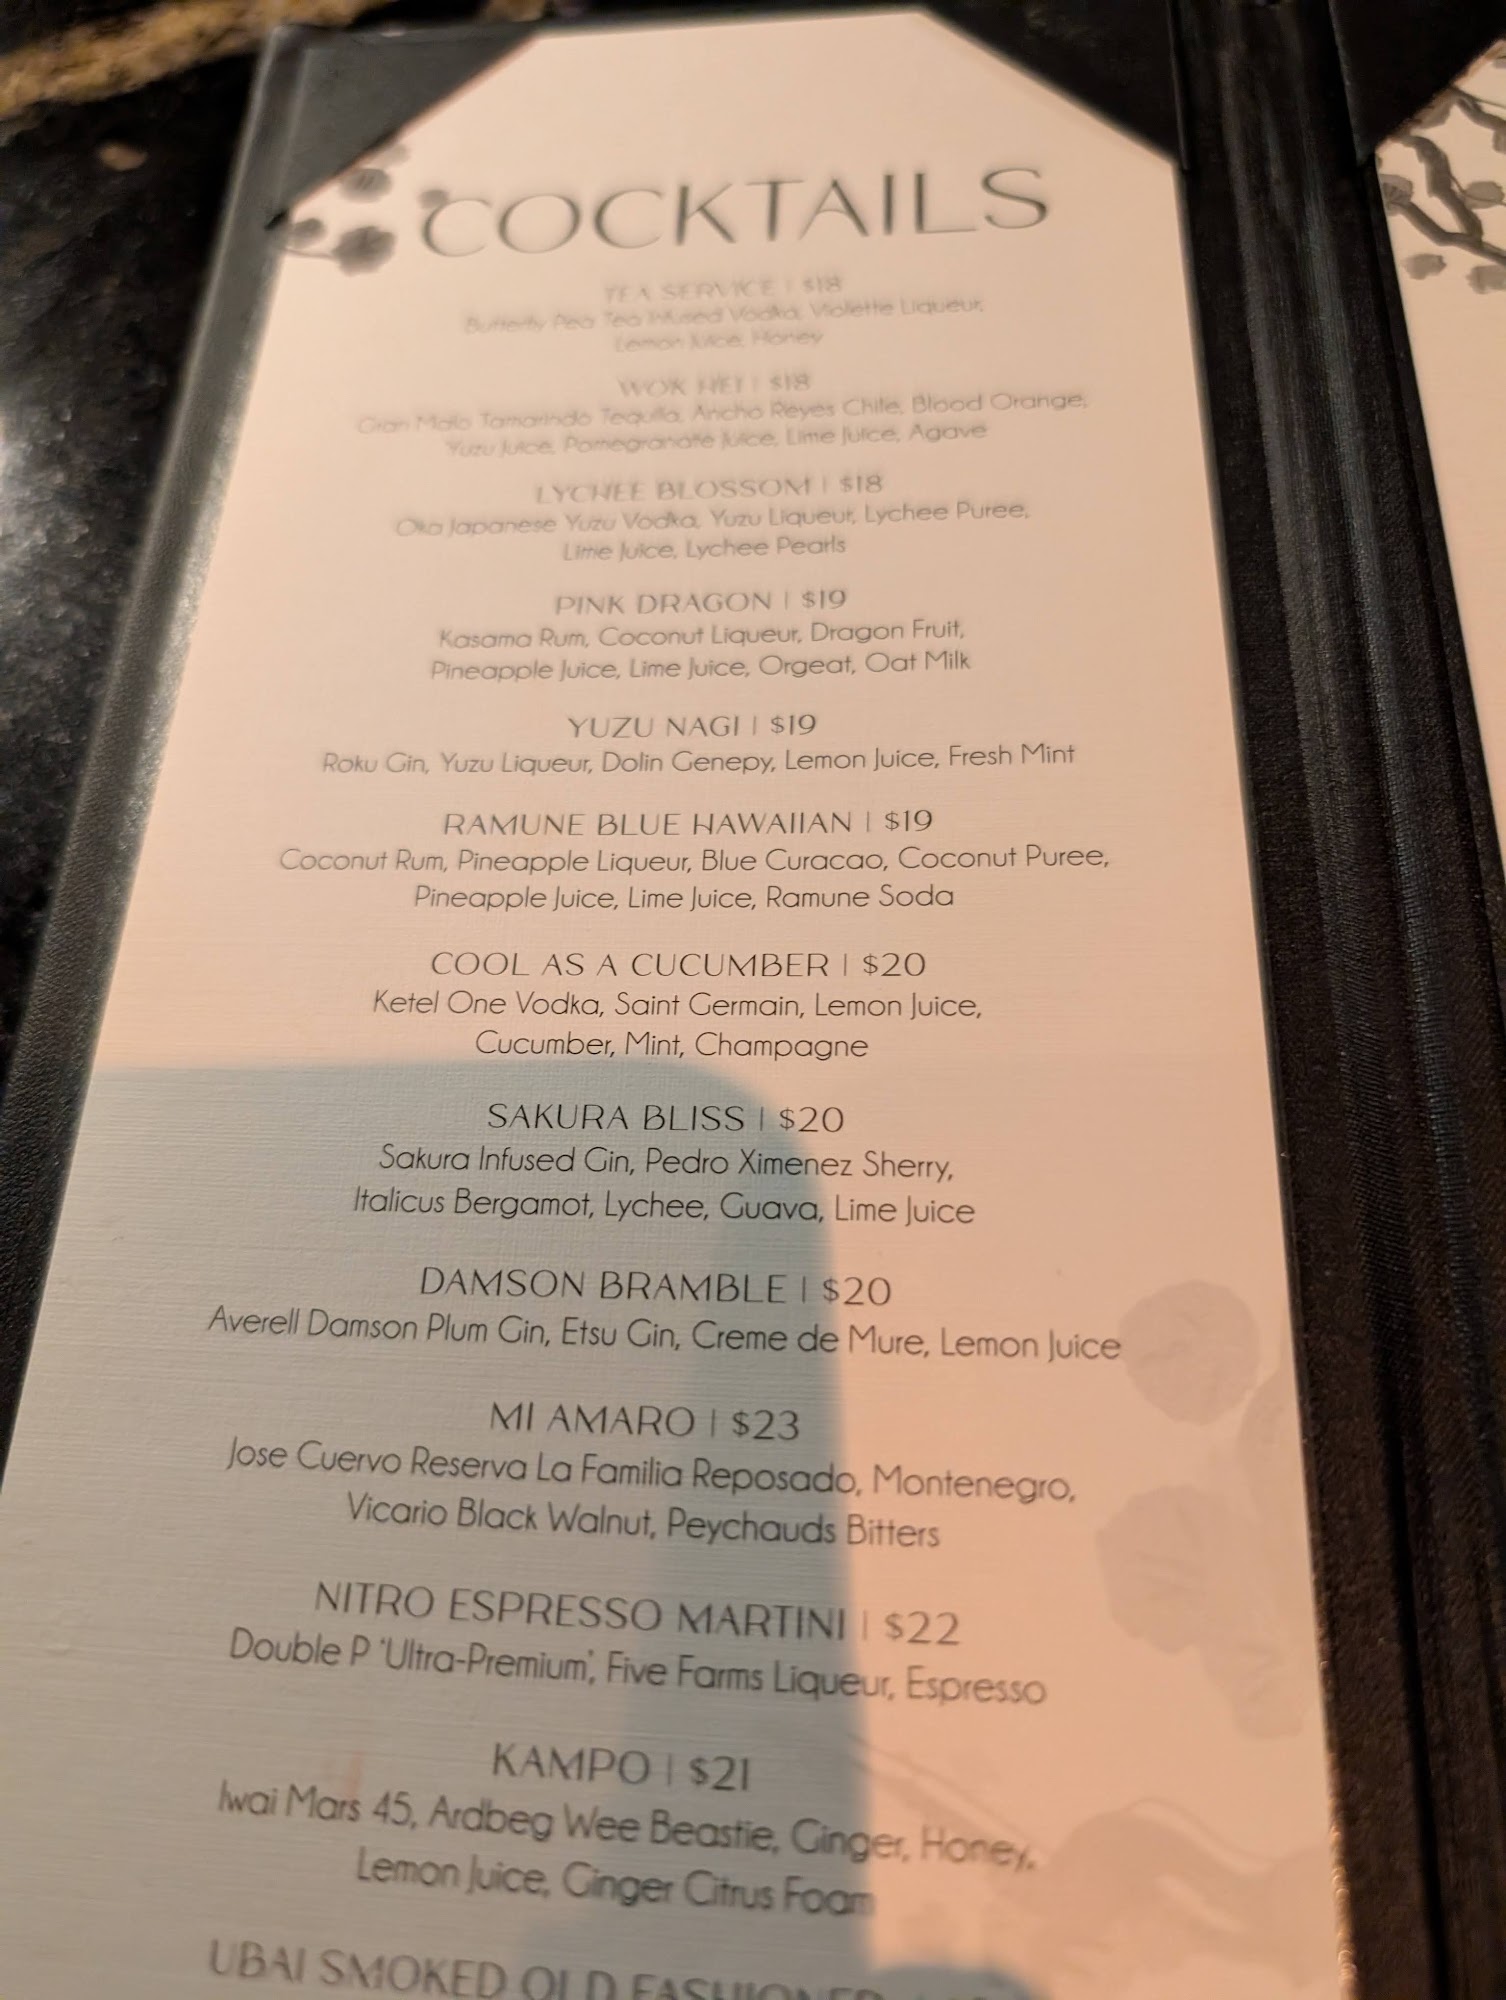 COCKTAILS
TEA SERVICE | $18
Butterfly Pea Tea Infused Vodka, Violette Liqueur,
Lemon Juice, Honey
WOK HEI | $18
Gran Malo Tamarindo Tequila, Ancho Reyes Chile, Blood Orange,
Yuzu Juice, Pomegranate Juice, Lime Juice, Agave
LYCHEE BLOSSOM | $18
Oka Japanese Yuzu Vodka, Yuzu Liqueur, Lychee Puree,
Lime Juice, Lychee Pearls
PINK DRAGON | $19
Kasama Rum, Coconut Liqueur, Dragon Fruit,
Pineapple Juice, Lime Juice, Orgeat, Oat Milk
YUZU NAGI | $19
Roku Gin, Yuzu Liqueur, Dolin Genepy, Lemon Juice, Fresh Mint
RAMUNE BLUE HAWAIIAN | $19
Coconut Rum, Pineapple Liqueur, Blue Curacao, Coconut Puree,
Pineapple Juice, Lime Juice, Ramune Soda
COOL AS A CUCUMBER | $20
Ketel One Vodka, Saint Germain, Lemon Juice,
Cucumber, Mint, Champagne
SAKURA BLISS | $20
Sakura Infused Gin, Pedro Ximenez Sherry,
Italicus Bergamot, Lychee, Guava, Lime Juice
DAMSON BRAMBLE | $20
Averell Damson Plum Gin, Etsu Gin, Creme de Mure, Lemon Juice
MI AMARO | $23
Jose Cuervo Reserva La Familia Reposado, Montenegro,
Vicario Black Walnut, Peychauds Bitters
NITRO ESPRESSO MARTINI | $22
Double P 'Ultra-Premium', Five Farms Liqueur, Espresso
KAMPO | $21
Iwai Mars 45, Ardbeg Wee Beastie, Ginger, Honey,
Lemon Juice, Ginger Citrus Foam
UBAI SMOKED OLD FASHIONED